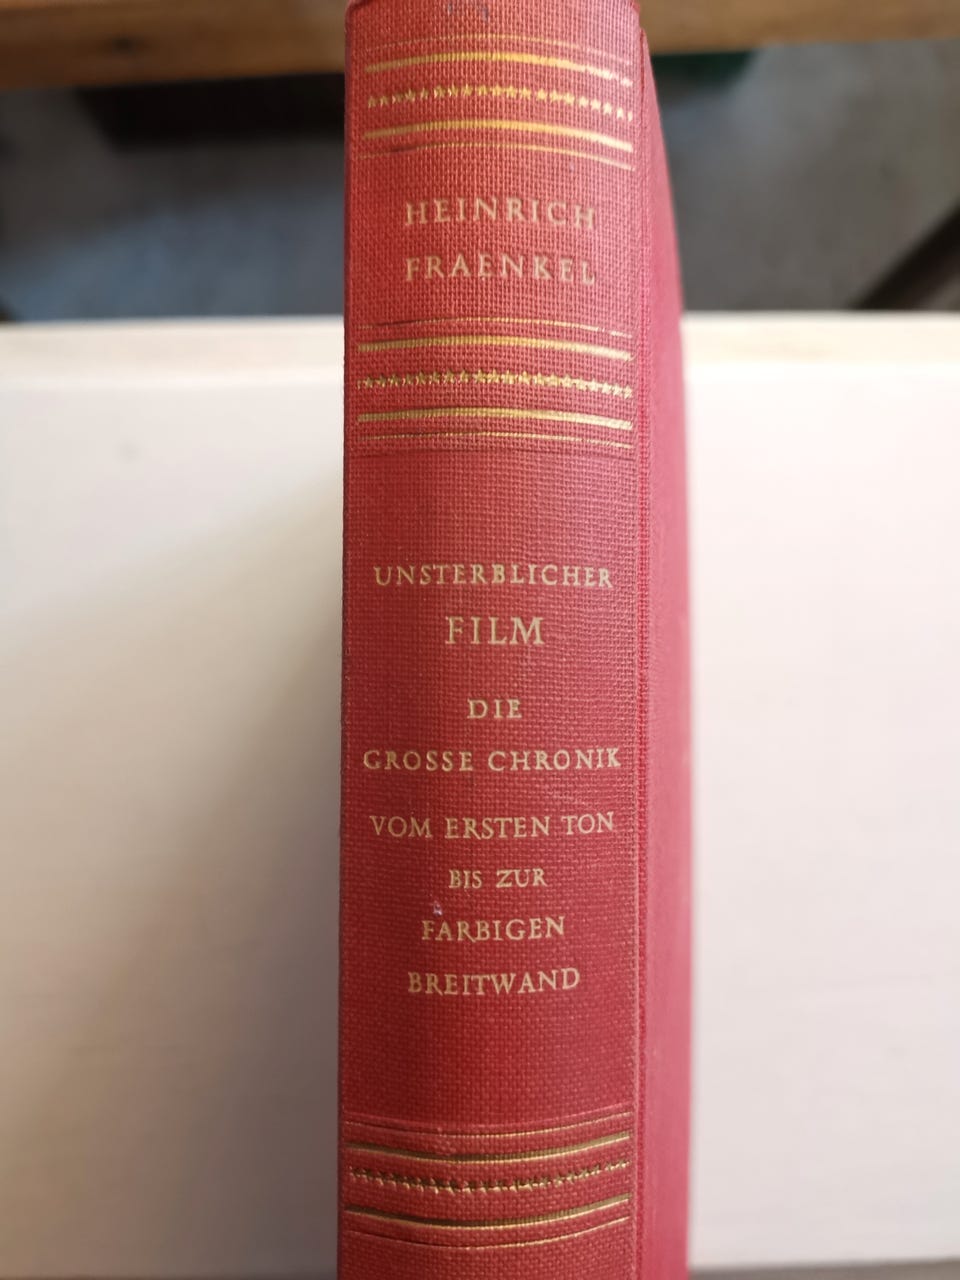 HEINRICH
FRAENKEL
UNSTERBLICHER
FILM
DIE
GROSSE CHRONIK
VOM ERSTEN TON
BIS ZUR
FARBIGEN
BREITWAND